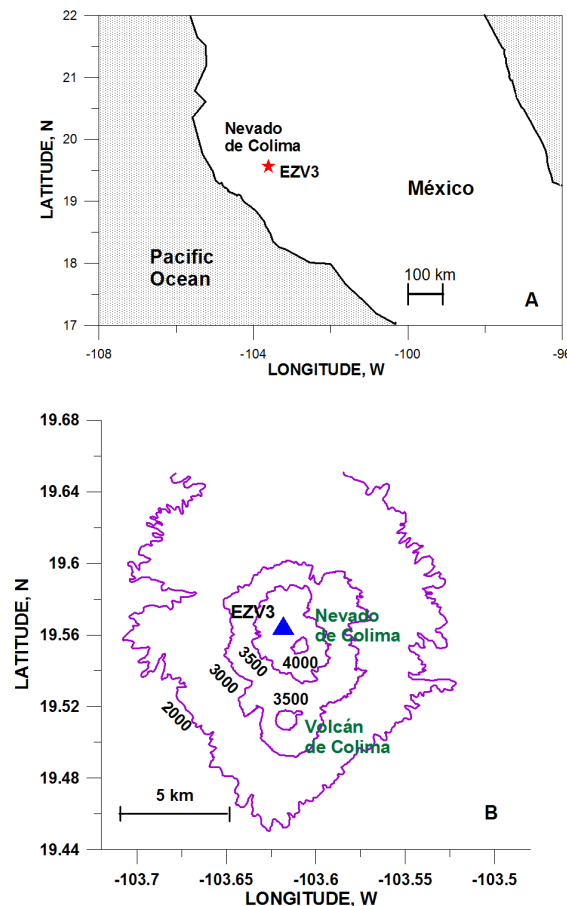 22
21
20
19
18
17
LATITUDE, N
Nevado
de Colima
EZV3
México
Pacific
Ocean
100 km
A
-108
-104
-100
-96
LONGITUDE, W
19.68
19.64
19.6
19.56
19.52
19.48
19.44
LATITUDE, N
EZV3
Nevado
de Colima
3500
4000
3000
3500
2000
Volcán
de Colima
5 km
B
-103.7
-103.65
-103.6
-103.55
-103.5
LONGITUDE, W